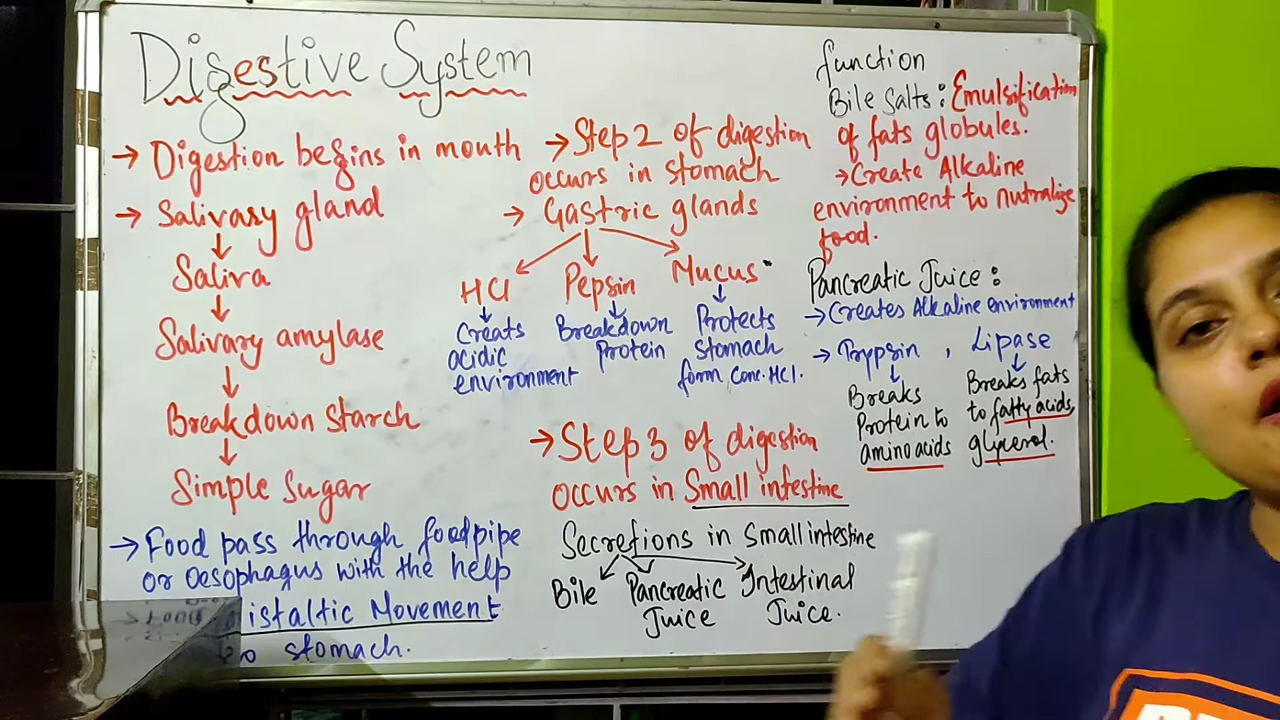 Digestive System
→ Digestion begins in mouth
→ Salivary gland
↓
Saliva
↓
Salivary amylase
↓
Breakdown starch
↓
Simple Sugar
→ Food pass through foodpipe
or Oesophagus with the help
istaltic Movement
stomach.
→ Step 2 of digestion
occurs in stomach
→ Gastric glands
HCl Pepsin Mucus
↓ ↓ ↓
Creats Breakdown Protects
acidic Protein Stomach
environment form Conc. HCl.
→ Step 3 of digestion
occurs in Small intestine
Secretions in Small intestine
Bile Pancreatic Intestinal
Juice Juice.
function
Bile Salts: Emulsification
of fats globules.
→ Create Alkaline
environment to nutralize
food.
Pancreatic Juice:
→ Creates Alkaline environment
→ Trypsin, Lipase
↓ ↓
Breaks Breaks fats
Protein to to fatty acids,
amino acids glycerol.